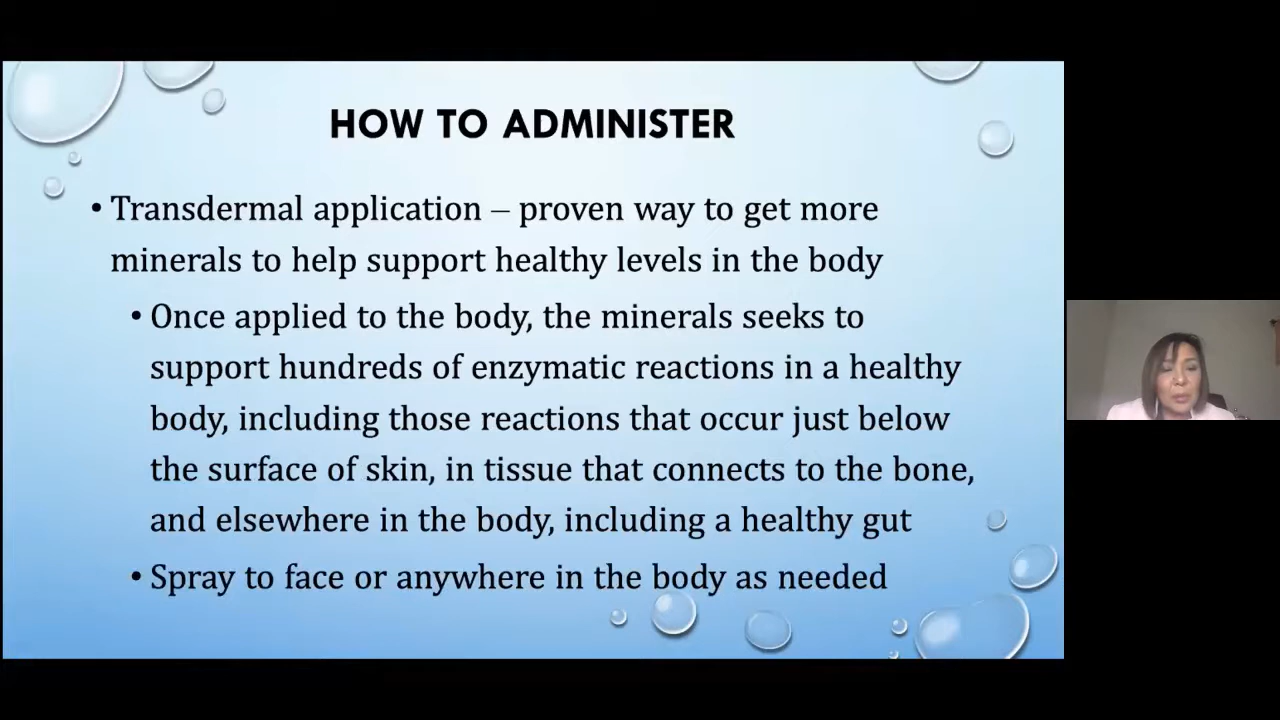 HOW TO ADMINISTER
• Transdermal application – proven way to get more
minerals to help support healthy levels in the body
• Once applied to the body, the minerals seeks to
support hundreds of enzymatic reactions in a healthy
body, including those reactions that occur just below
the surface of skin, in tissue that connects to the bone,
and elsewhere in the body, including a healthy gut
• Spray to face or anywhere in the body as needed